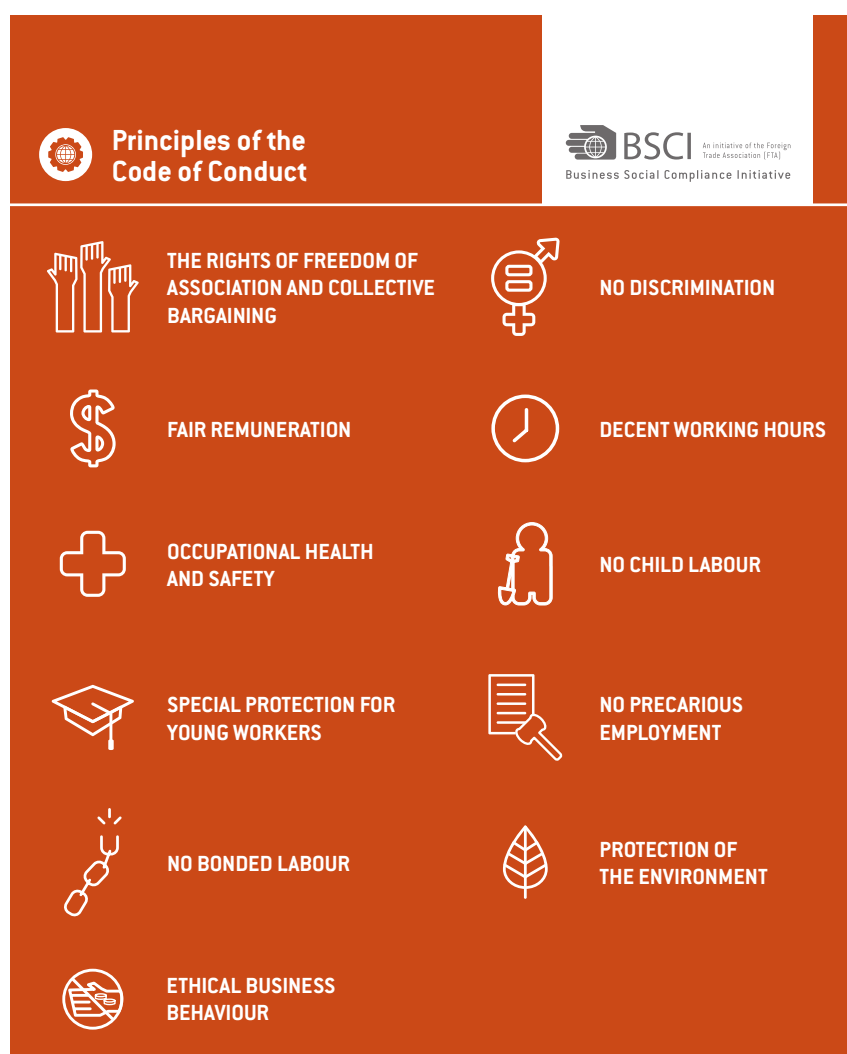 Principles of the
Code of Conduct
BSCI
An initiative of the Foreign
Trade Association [FTA]
Business Social Compliance Initiative
THE RIGHTS OF FREEDOM OF
ASSOCIATION AND COLLECTIVE
BARGAINING
NO DISCRIMINATION
FAIR REMUNERATION
DECENT WORKING HOURS
OCCUPATIONAL HEALTH
AND SAFETY
NO CHILD LABOUR
SPECIAL PROTECTION FOR
YOUNG WORKERS
NO PRECARIOUS
EMPLOYMENT
NO BONDED LABOUR
PROTECTION OF
THE ENVIRONMENT
ETHICAL BUSINESS
BEHAVIOUR